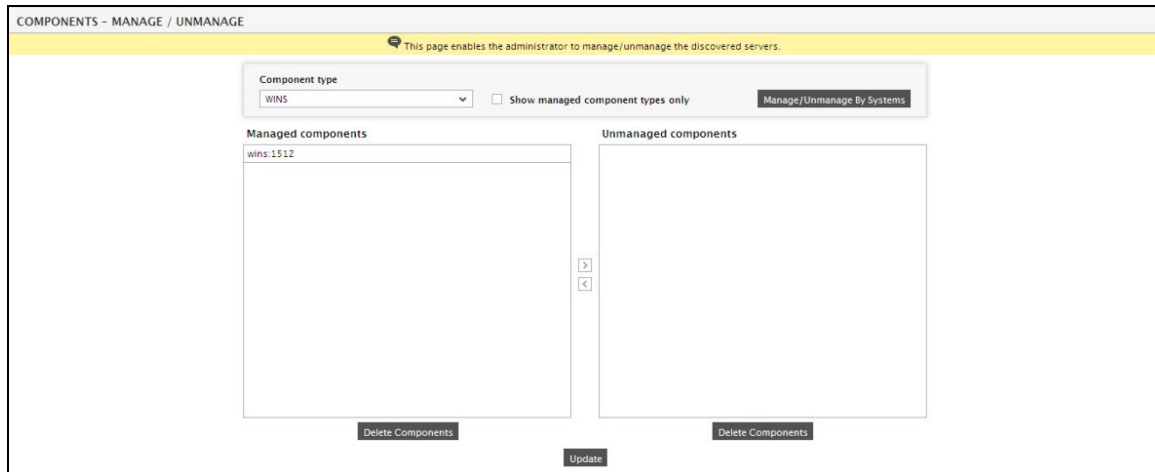 COMPONENTS - MANAGE / UNMANAGE
This page enables the administrator to manage/unmanage the discovered servers.
Component type
WINS
Show managed component types only
Manage/Unmanage By Systems
Managed components
Unmanaged components
wins:1512
>
<
Delete Components
Delete Components
Update